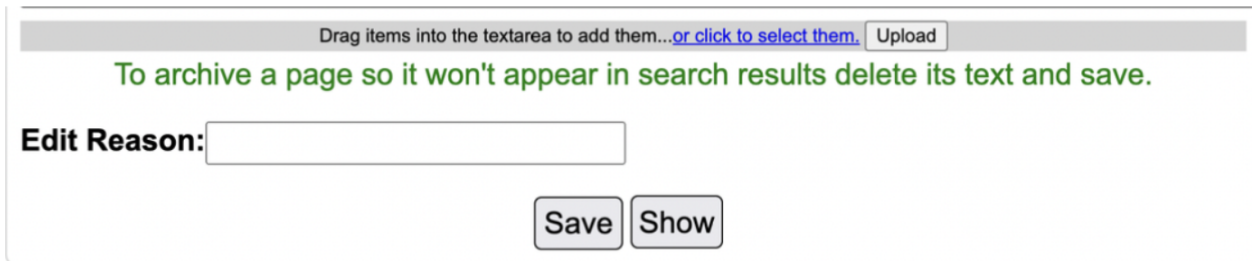 Drag items into the textarea to add them...or click to select them. Upload
To archive a page so it won't appear in search results delete its text and save.
Edit Reason:
Save Show